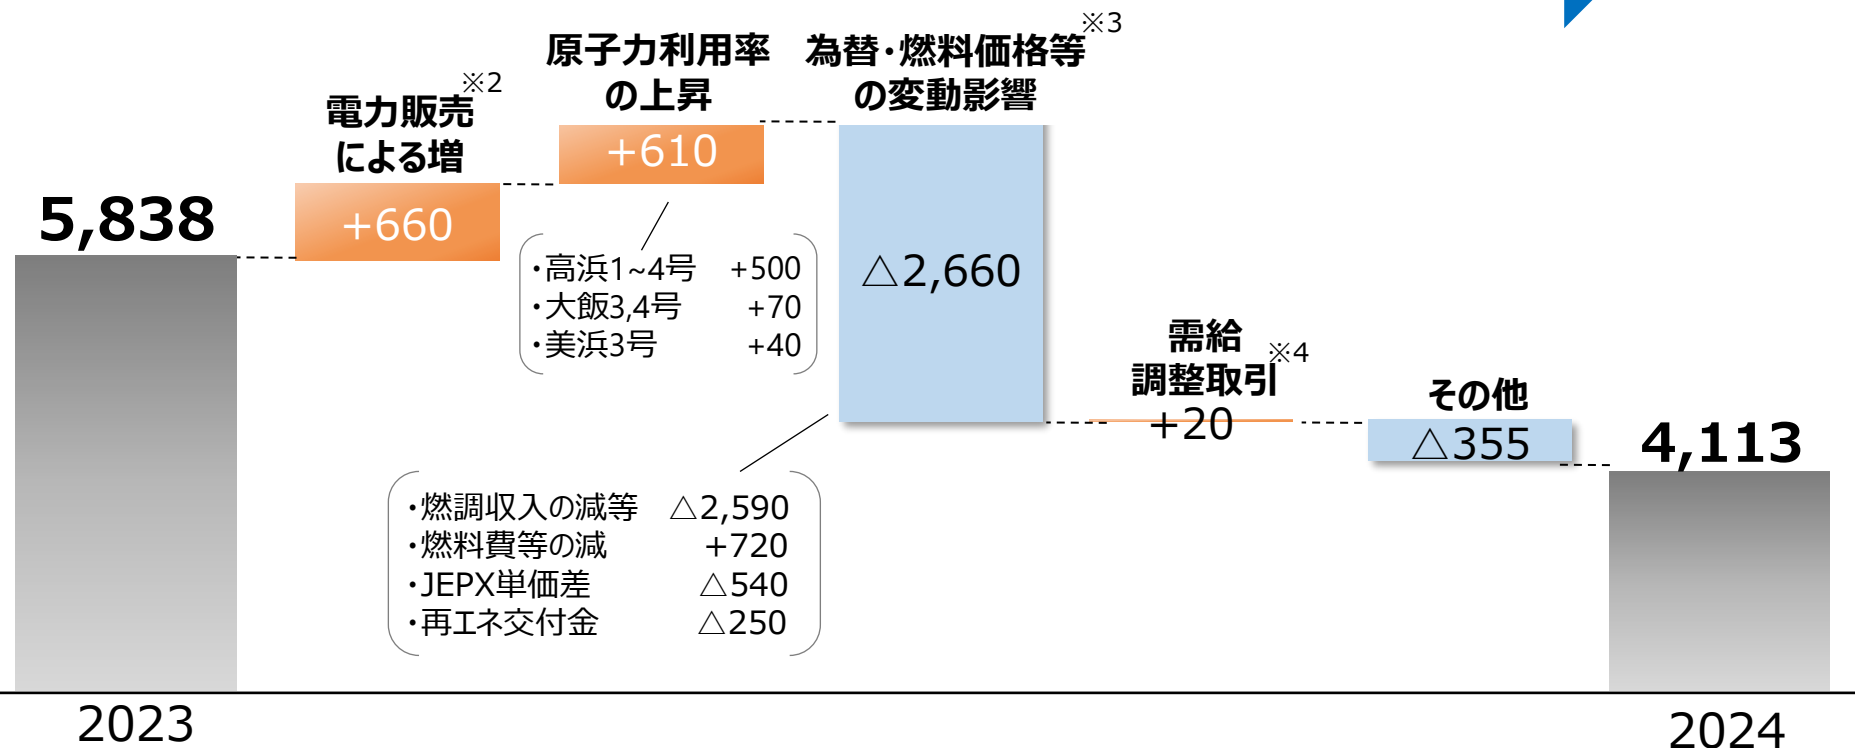 5,838
電力販売※2
による増
+660
原子力利用率
の上昇
+610
・高浜1~4号 +500
・大飯3,4号 +70
・美浜3号 +40
為替・燃料価格等※3
の変動影響
△2,660
・燃調収入の減等 △2,590
・燃料費等の減 +720
・JEPX単価差 △540
・再エネ交付金 △250
需給
調整取引※4
+20
その他
△355
4,113
2023
2024